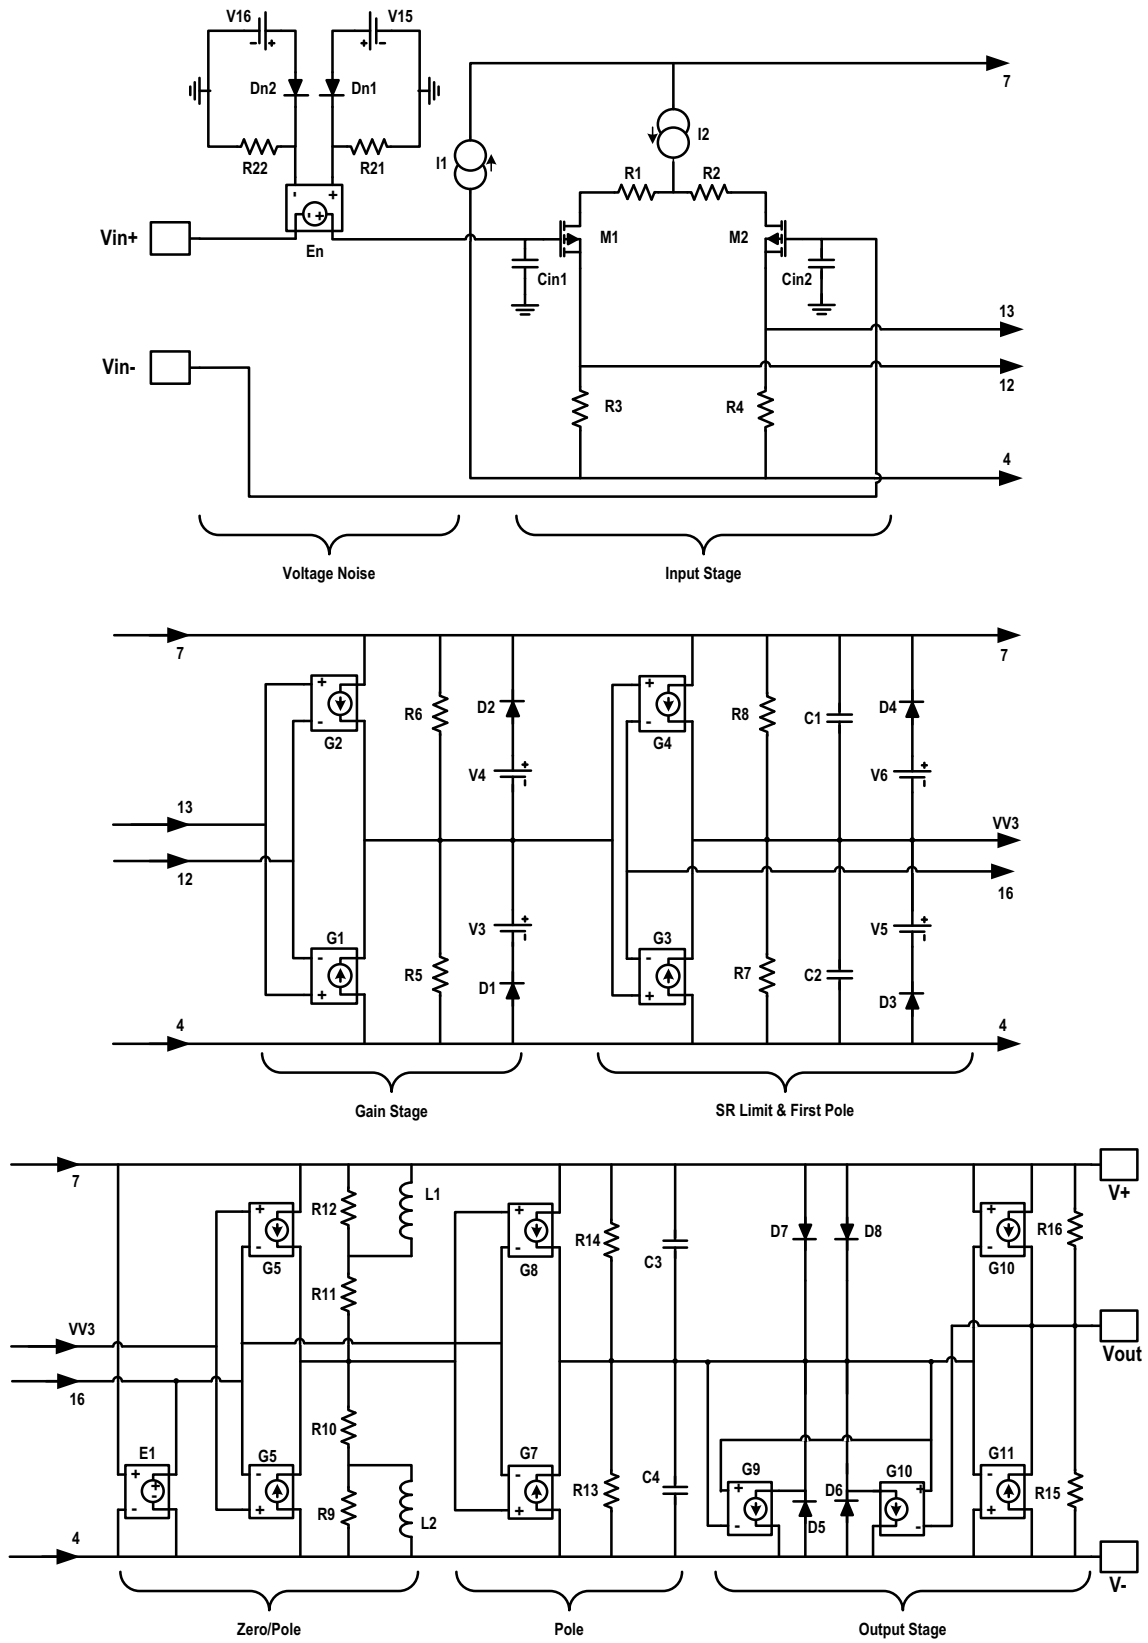 V16
V15
- +
+ -
Dn2
Dn1
R22
R21
- +
- +
En
Vin+
Vin-
I1
I2
7
R1
R2
M1
M2
Cin1
Cin2
13
12
R3
R4
4
Voltage Noise
Input Stage
7
7
+
-
G2
R6
D2
V4
+
-
+
-
G4
R8
C1
D4
V6
+
-
13
12
VV3
16
G1
-
+
R5
V3
+
-
D1
G3
-
+
R7
C2
V5
+
-
D3
4
4
Gain Stage
SR Limit & First Pole
7
V+
+
-
G5
R12
L1
R11
+
-
G8
R14
C3
D7
D8
+
-
G10
R16
VV3
16
Vout
E1
+
-
+
-
G5
-
+
R10
R9
L2
G7
-
+
R13
C4
G9
+
-
D5
D6
G10
+
-
G11
-
+
R15
4
V-
Zero/Pole
Pole
Output Stage